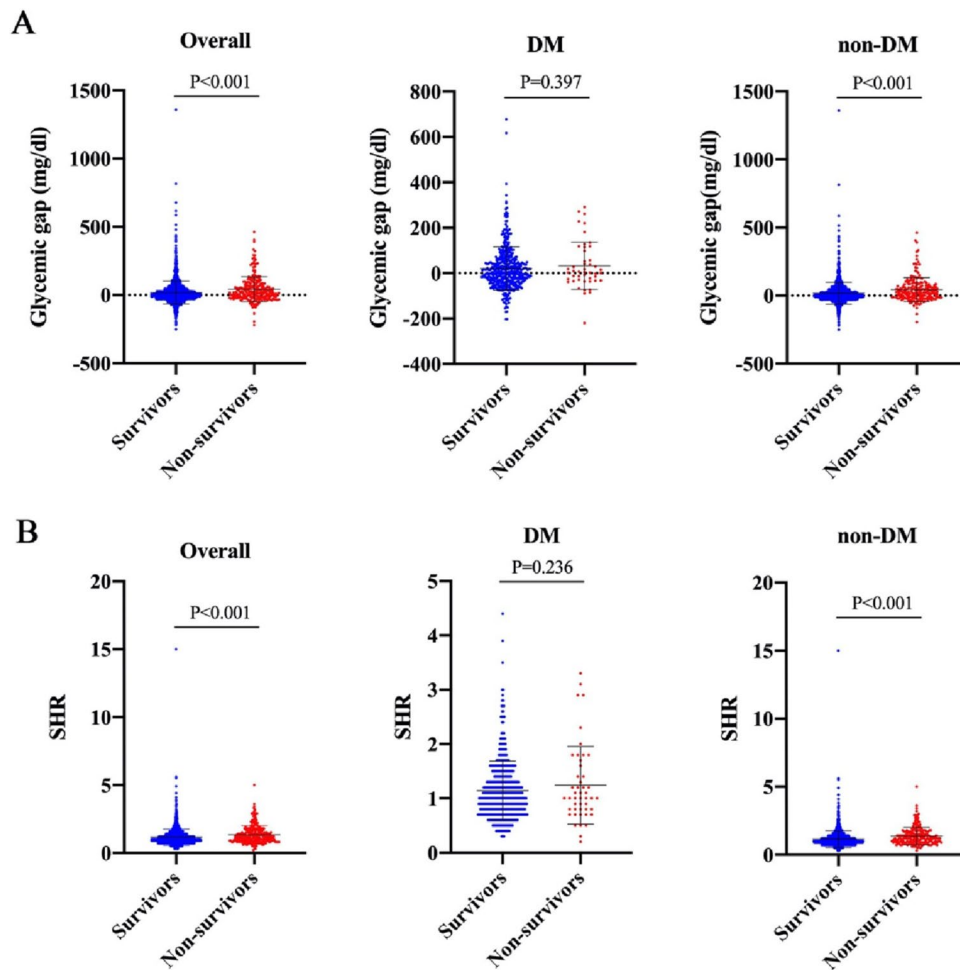 A
Overall
P<0.001
Glycemic gap (mg/dl)
1500
1000
500
0
-500
Survivors
Non-survivors
DM
P=0.397
Glycemic gap (mg/dl)
800
600
400
200
0
-200
-400
Survivors
Non-survivors
non-DM
P<0.001
Glycemic gap(mg/dl)
1500
1000
500
0
-500
Survivors
Non-survivors
B
Overall
P<0.001
SHR
20
15
10
5
0
Survivors
Non-survivors
DM
P=0.236
SHR
5
4
3
2
1
0
Survivors
Non-survivors
non-DM
P<0.001
SHR
20
15
10
5
0
Survivors
Non-survivors